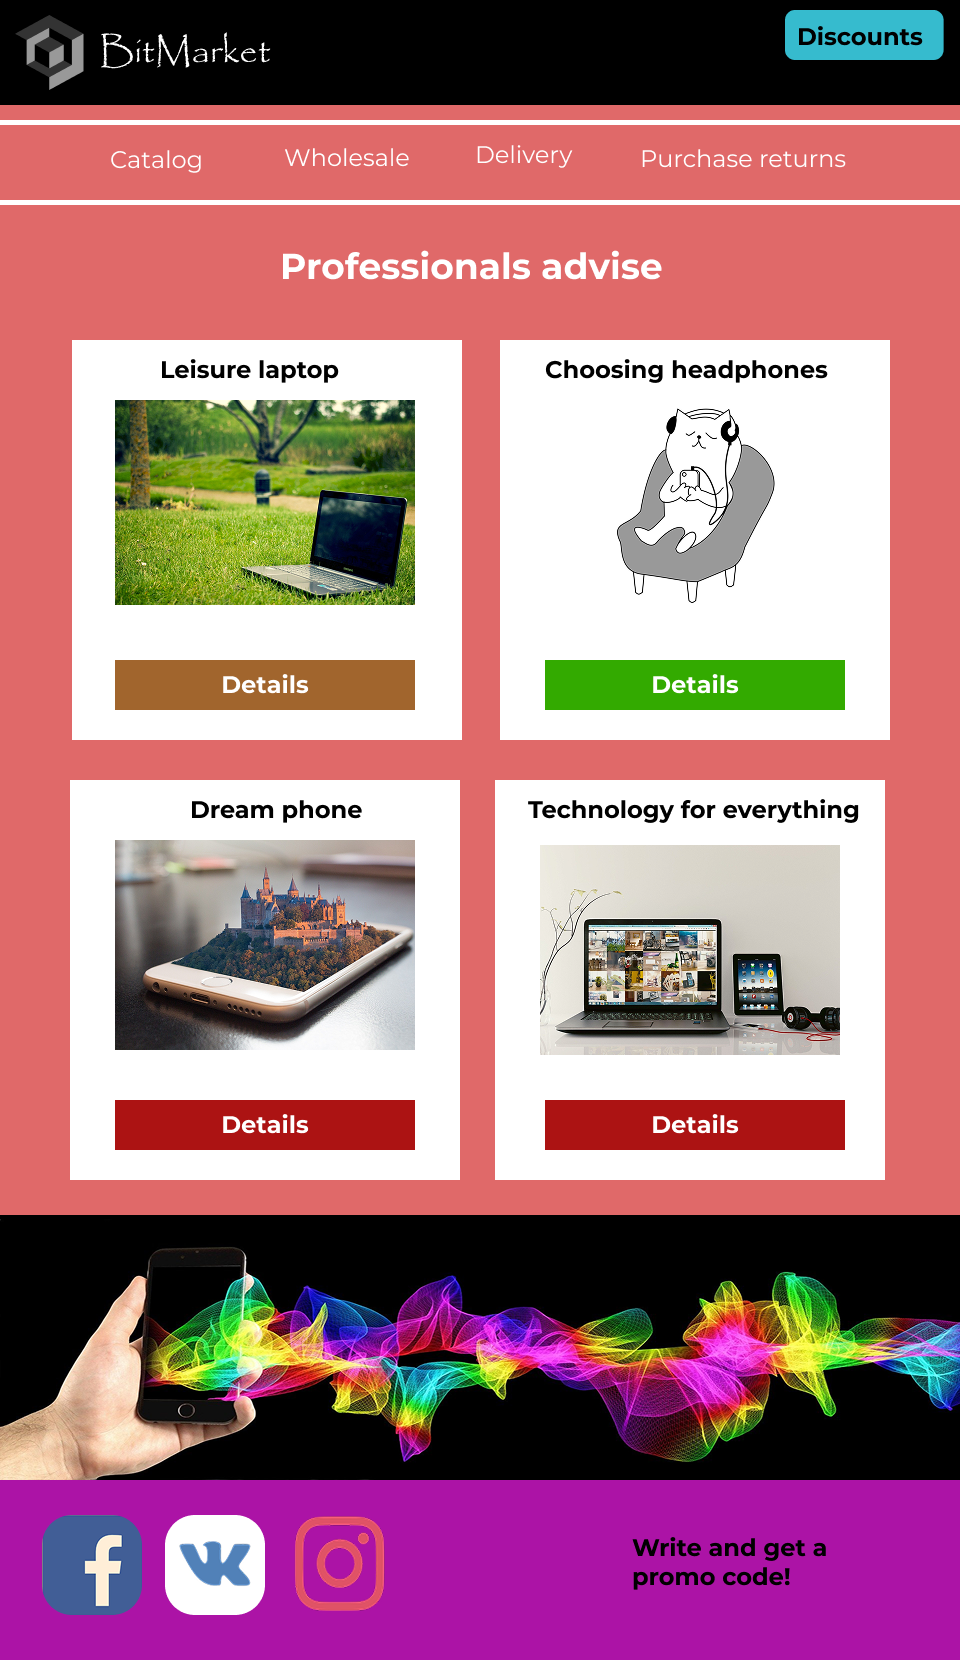 BitMarket
Discounts
Catalog
Wholesale
Delivery
Purchase returns
Professionals advise
Leisure laptop
Choosing headphones
Details
Details
Dream phone
Technology for everything
Details
Details
Write and get a
promo code!